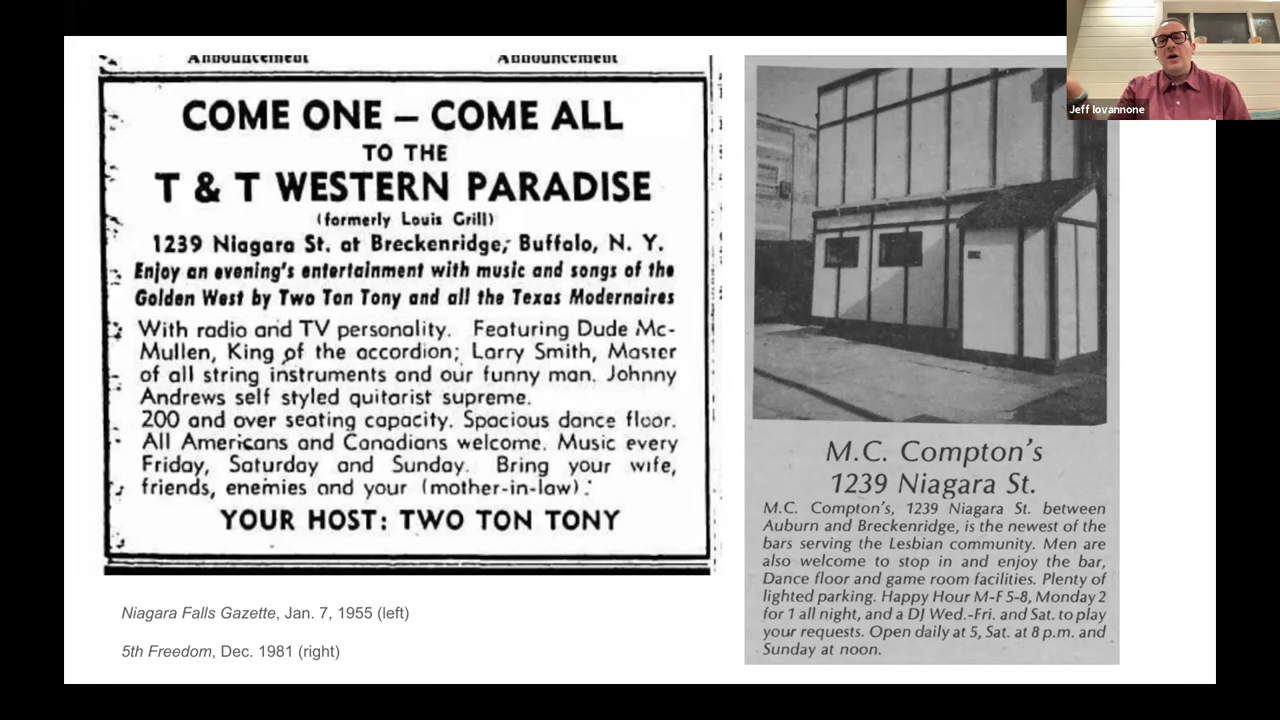 Announcement Announcement
COME ONE – COME ALL
TO THE
T & T WESTERN PARADISE
(formerly Louis Grill)
1239 Niagara St. at Breckenridge, Buffalo, N. Y.
Enjoy an evening's entertainment with music and songs of the
Golden West by Two Ton Tony and all the Texas Modernaires
With radio and TV personality. Featuring Dude Mc-
Mullen, King of the accordion; Larry Smith, Master
of all string instruments and our funny man. Johnny
Andrews self styled guitarist supreme.
200 and over seating capacity. Spacious dance floor.
All Americans and Canadians welcome. Music every
Friday, Saturday and Sunday. Bring your wife,
friends, enemies and your (mother-in-law).
YOUR HOST: TWO TON TONY
Niagara Falls Gazette, Jan. 7, 1955 (left)
5th Freedom, Dec. 1981 (right)
M.C. Compton's
1239 Niagara St.
M.C. Compton's, 1239 Niagara St. between
Auburn and Breckenridge, is the newest of the
bars serving the Lesbian community. Men are
also welcome to stop in and enjoy the bar,
Dance floor and game room facilities. Plenty of
lighted parking. Happy Hour M-F 5-8, Monday 2
for 1 all night, and a DJ Wed.-Fri. and Sat. to play
your requests. Open daily at 5, Sat. at 8 p.m. and
Sunday at noon.
Jeff Iovannone